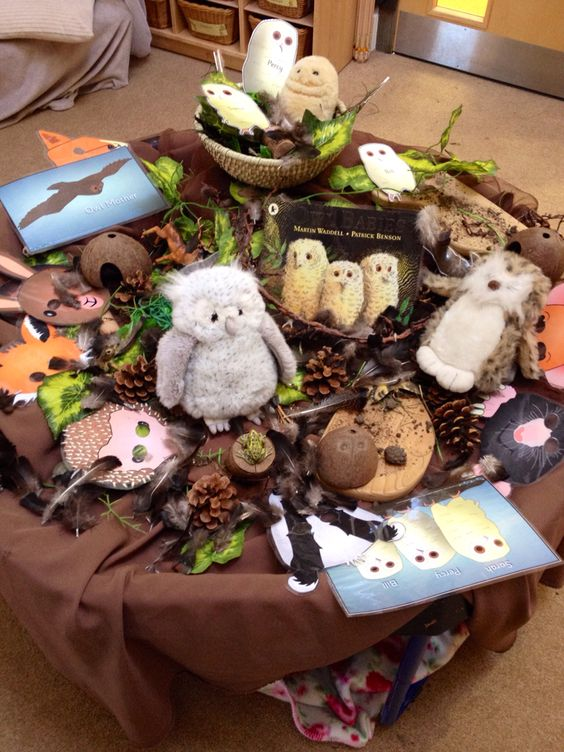 Percy
Owl Mother
OWL BABIES
MARTIN WADDELL • PATRICK BENSON
Sarah
Percy
Bill